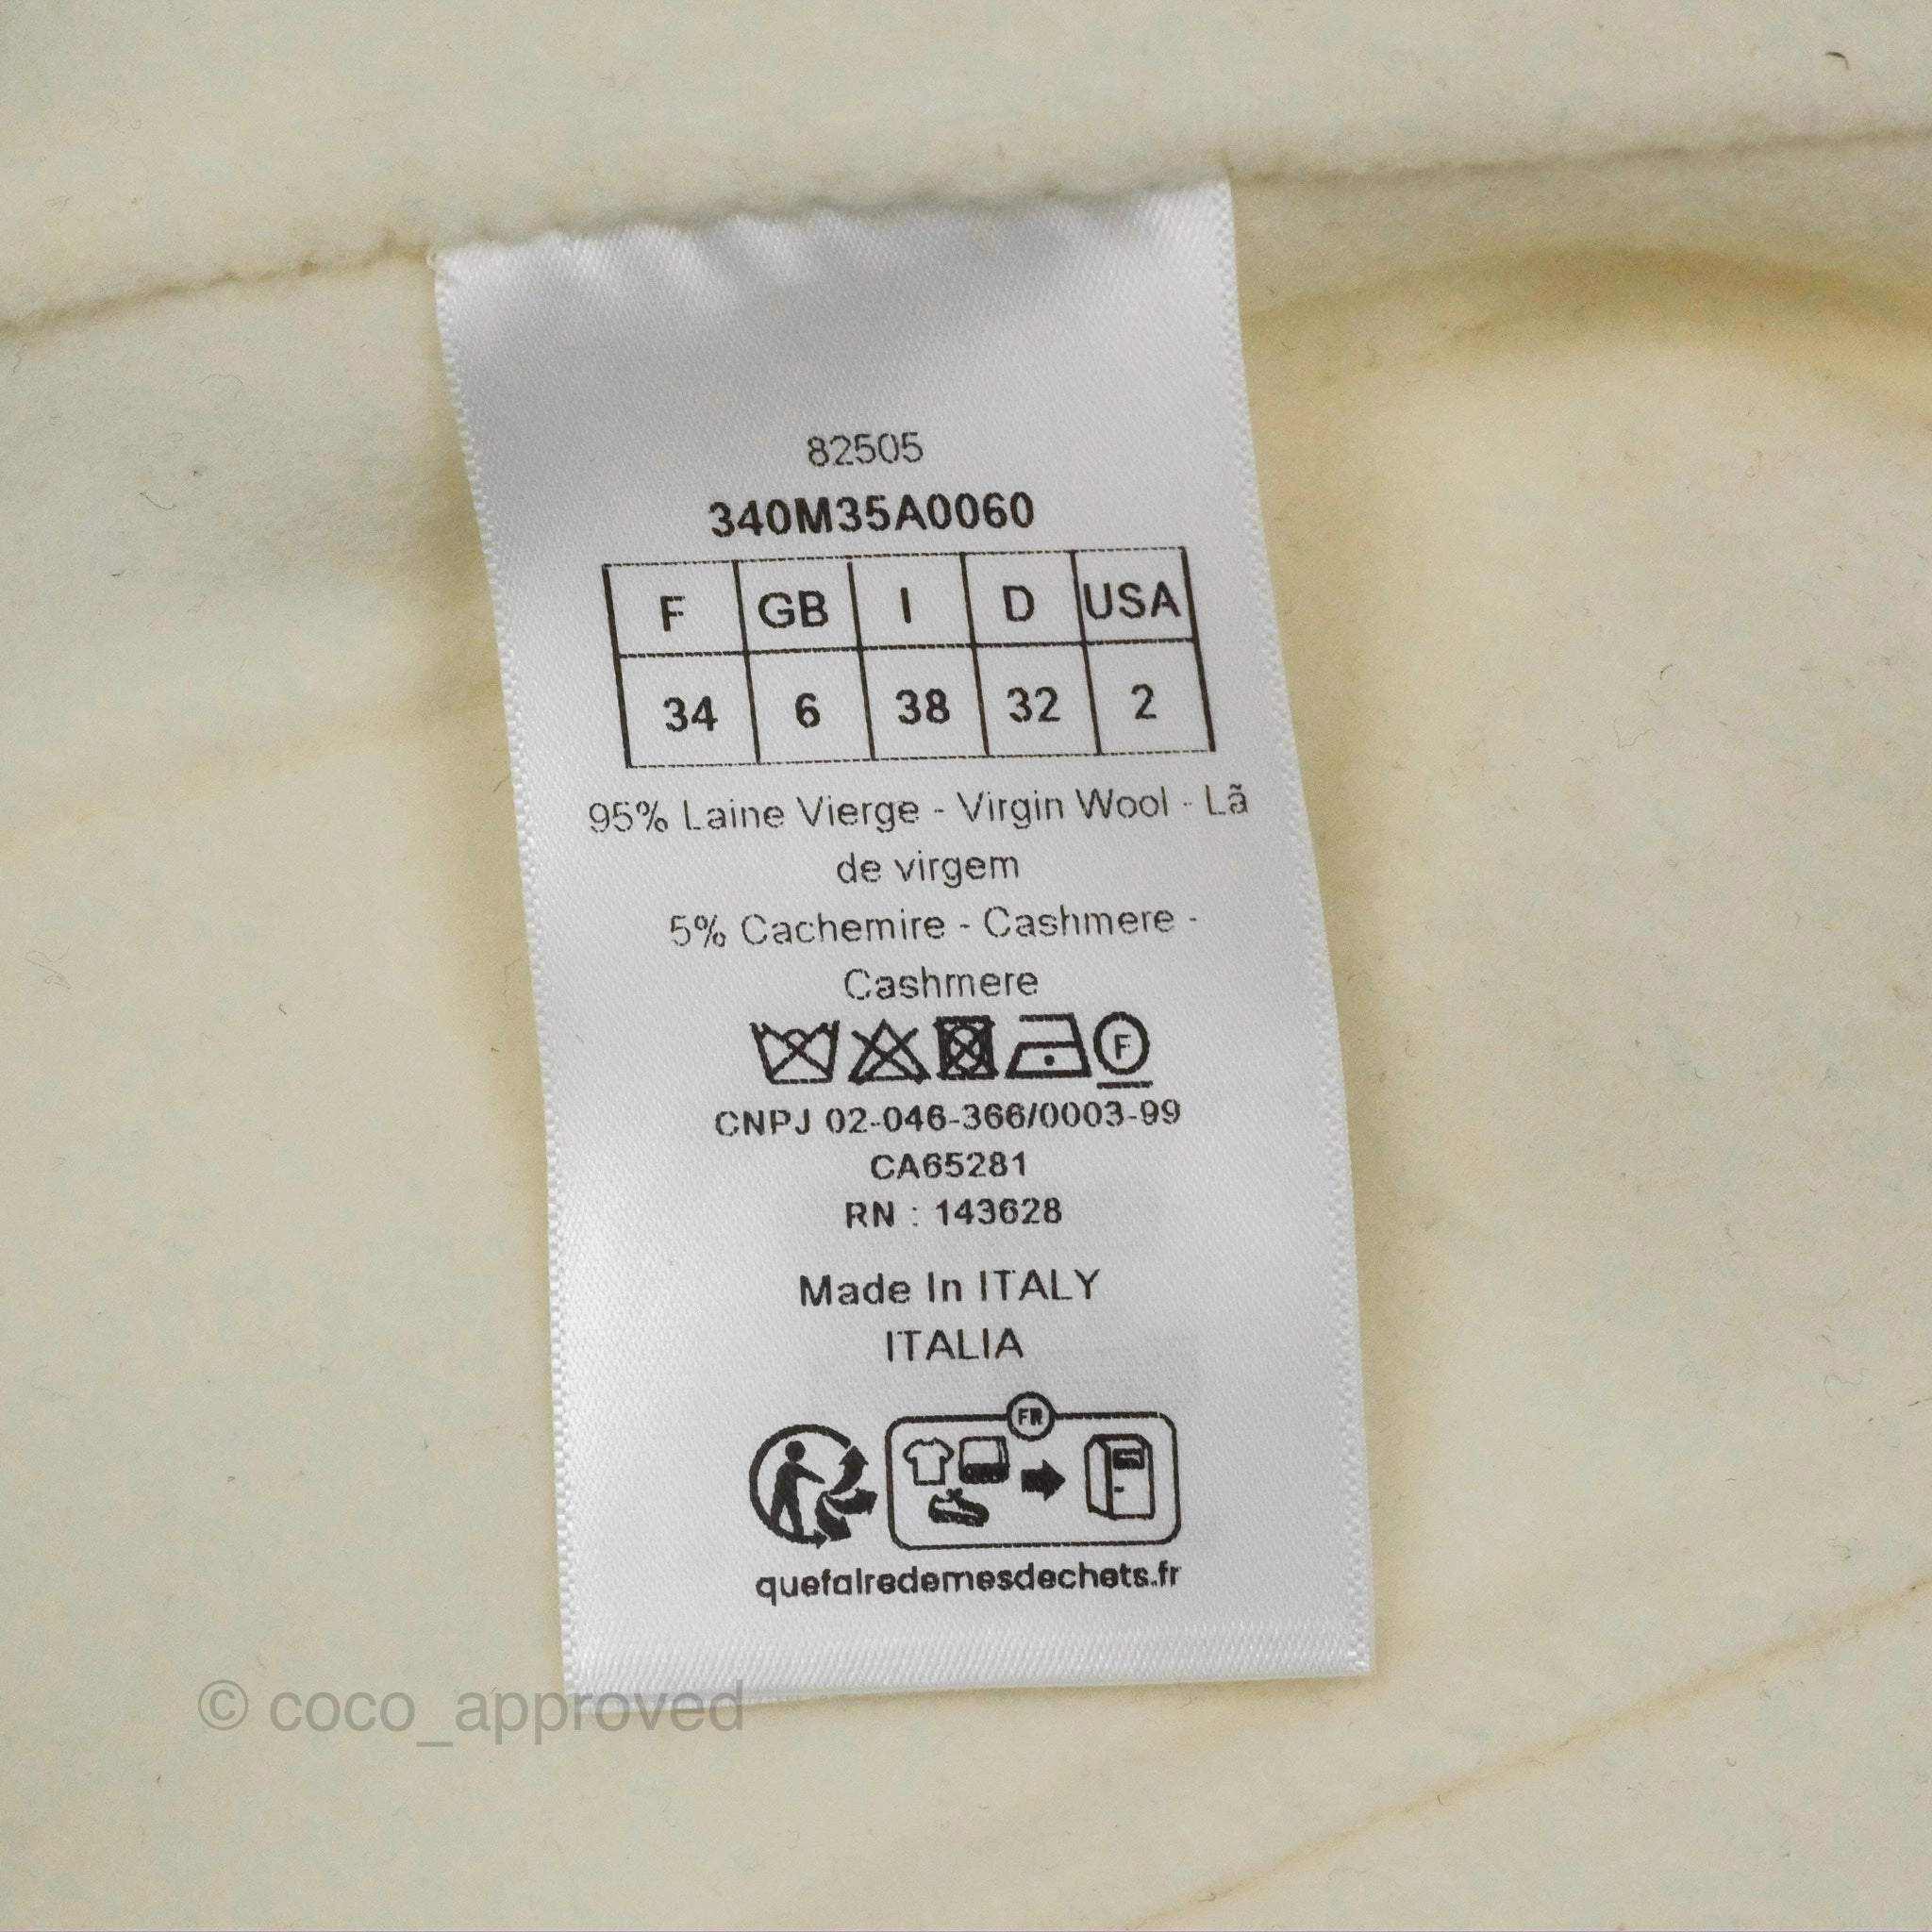 82505
340M35A0060
F GB I D USA
34 6 38 32 2
95% Laine Vierge - Virgin Wool - Lã
de virgem
5% Cachemire - Cashmere -
Cashmere
F
CNPJ 02-046-366/0003-99
CA65281
RN : 143628
Made In ITALY
ITALIA
FR
quefairedemesdechets.fr
© coco_approved